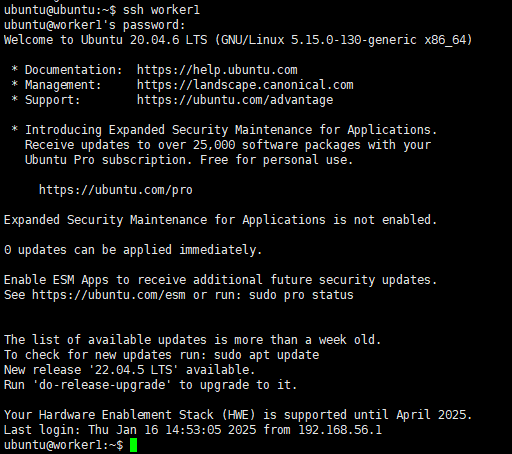 ubuntu@ubuntu:~$ ssh worker1
ubuntu@worker1's password:
Welcome to Ubuntu 20.04.6 LTS (GNU/Linux 5.15.0-130-generic x86_64)
* Documentation:  https://help.ubuntu.com
* Management:     https://landscape.canonical.com
* Support:        https://ubuntu.com/advantage
* Introducing Expanded Security Maintenance for Applications.
Receive updates to over 25,000 software packages with your
Ubuntu Pro subscription. Free for personal use.
https://ubuntu.com/pro
Expanded Security Maintenance for Applications is not enabled.
0 updates can be applied immediately.
Enable ESM Apps to receive additional future security updates.
See https://ubuntu.com/esm or run: sudo pro status
The list of available updates is more than a week old.
To check for new updates run: sudo apt update
New release '22.04.5 LTS' available.
Run 'do-release-upgrade' to upgrade to it.
Your Hardware Enablement Stack (HWE) is supported until April 2025.
Last login: Thu Jan 16 14:53:05 2025 from 192.168.56.1
ubuntu@worker1:~$